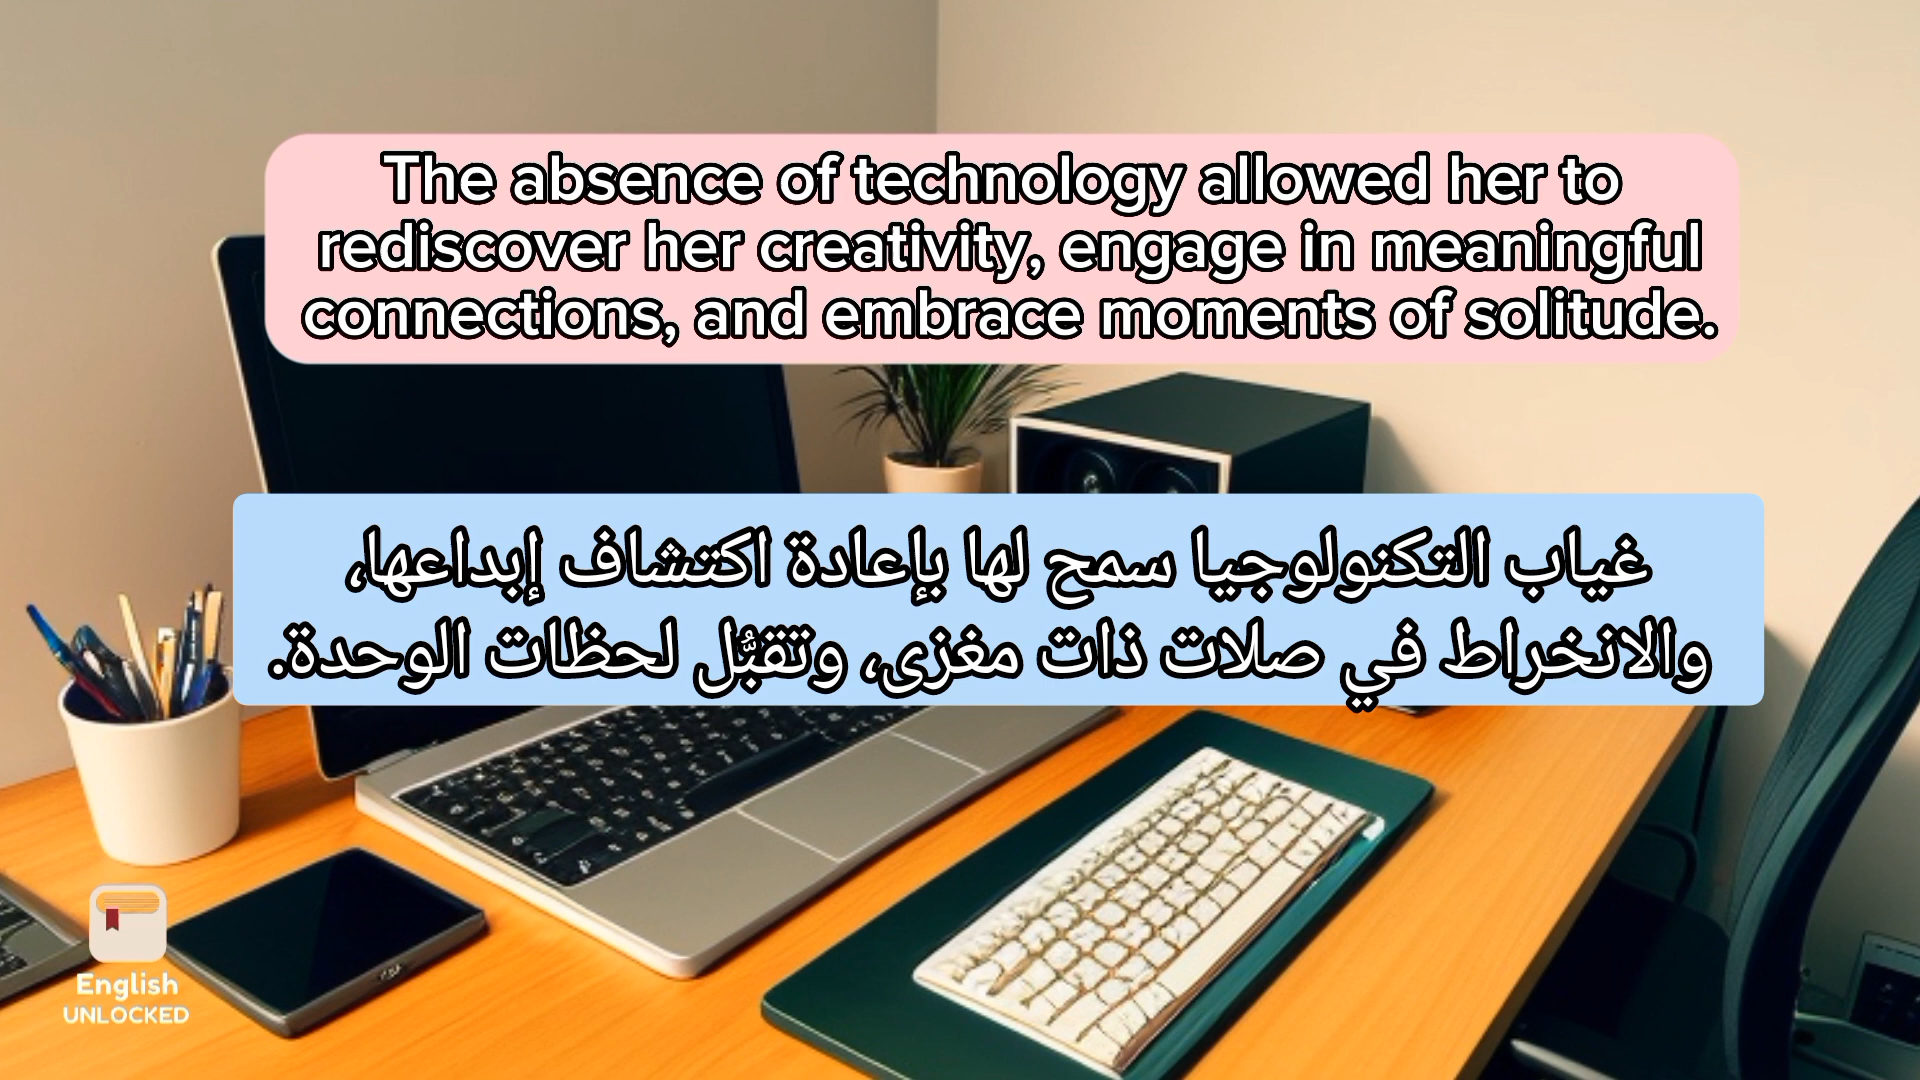 The absence of technology allowed her to
rediscover her creativity, engage in meaningful
connections, and embrace moments of solitude.
غياب التكنولوجيا سمح لها بإعادة اكتشاف إبداعها،
والانخراط في صلات ذات مغزى، وتقبُّل لحظات الوحدة.
English
UNLOCKED